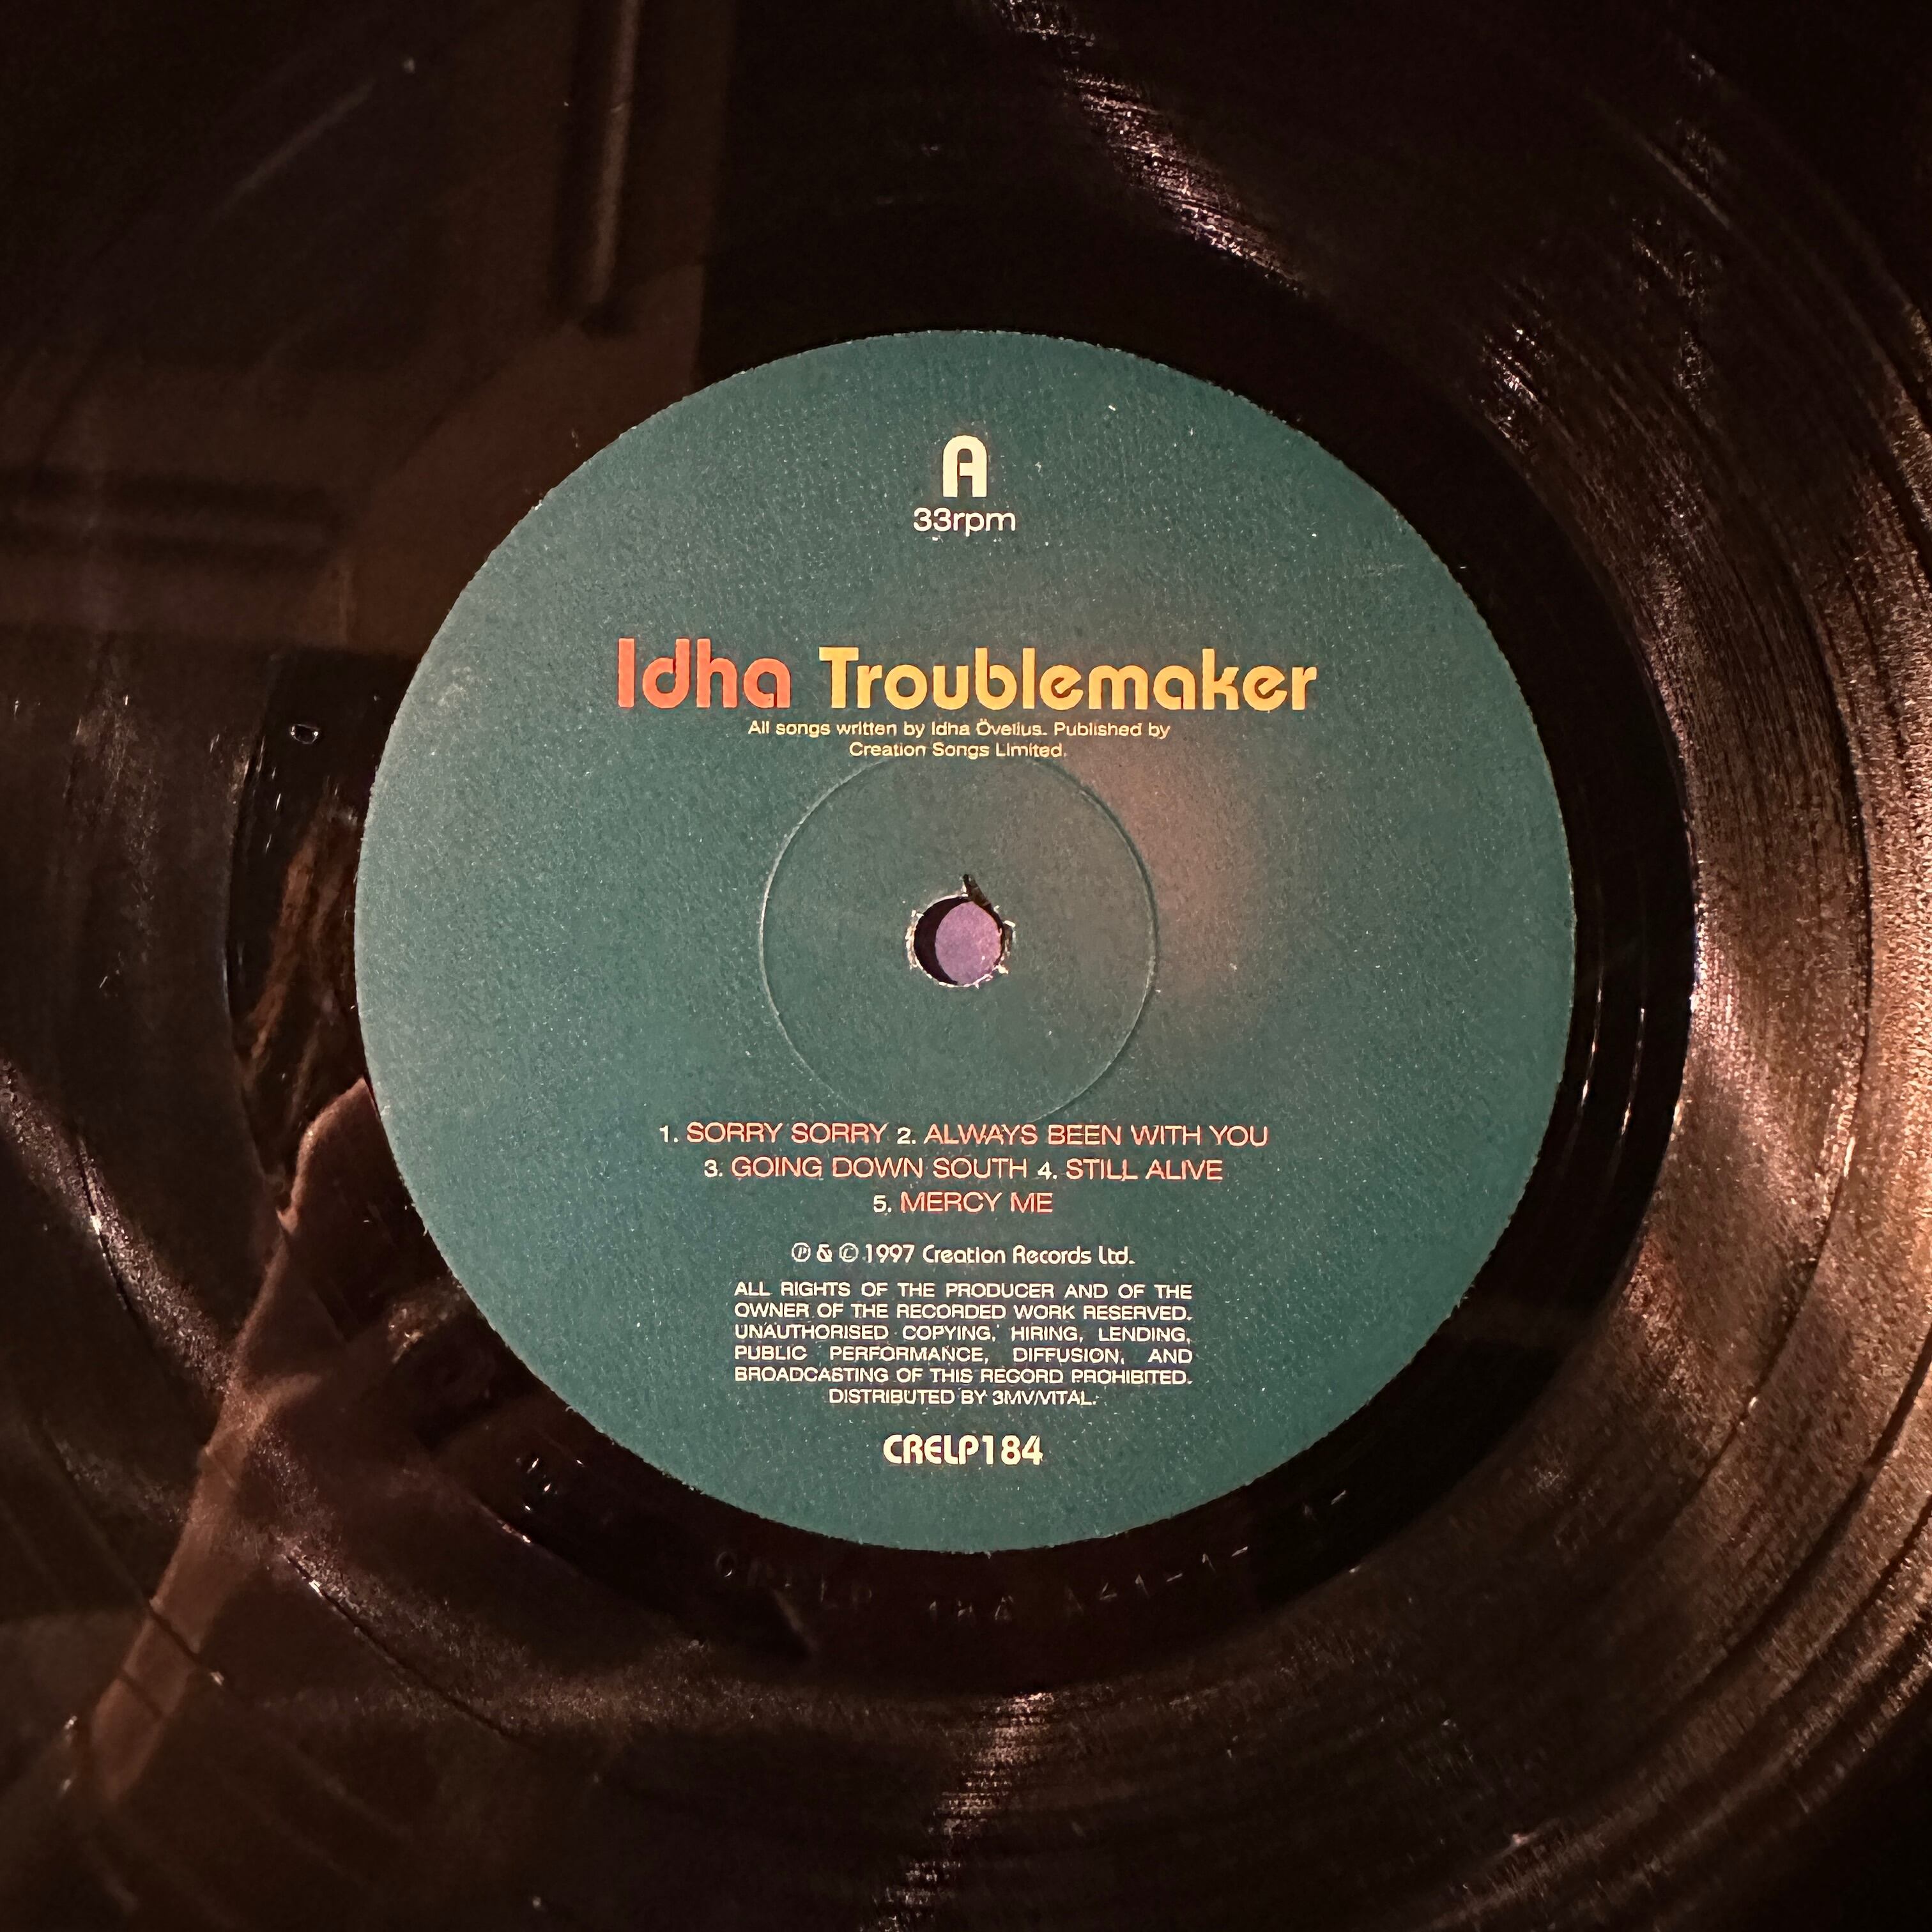 A
33rpm
Idha Troublemaker
All songs written by Idha Övelius. Published by
Creation Songs Limited.
1. SORRY SORRY 2. ALWAYS BEEN WITH YOU
3. GOING DOWN SOUTH 4. STILL ALIVE
5. MERCY ME
℗ & © 1997 Creation Records Ltd.
ALL RIGHTS OF THE PRODUCER AND OF THE
OWNER OF THE RECORDED WORK RESERVED.
UNAUTHORISED COPYING, HIRING, LENDING,
PUBLIC PERFORMANCE, DIFFUSION, AND
BROADCASTING OF THIS RECORD PROHIBITED.
DISTRIBUTED BY 3MV/VITAL.
CRELP184
CRELP